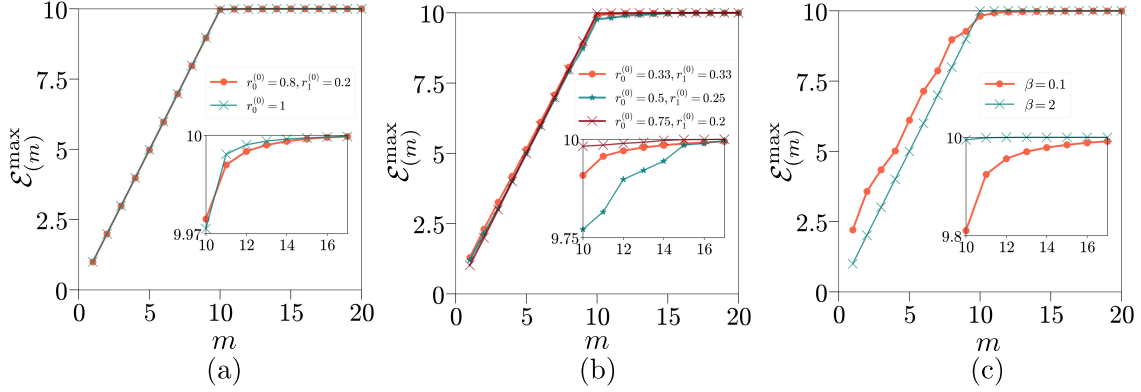 10
7.5
5
2.5
0
ℰ_{(m)}^{max}
r_0^{(0)}=0.8, r_1^{(0)}=0.2
r_0^{(0)}=1
10
9.97
10 12 14 16
0 5 10 15 20
m
(a)
10
7.5
5
2.5
0
ℰ_{(m)}^{max}
r_0^{(0)}=0.33, r_1^{(0)}=0.33
r_0^{(0)}=0.5, r_1^{(0)}=0.25
r_0^{(0)}=0.75, r_1^{(0)}=0.2
10
9.75
10 12 14 16
0 5 10 15 20
m
(b)
10
7.5
5
2.5
0
ℰ_{(m)}^{max}
β=0.1
β=2
10
9.8
10 12 14 16
0 5 10 15 20
m
(c)